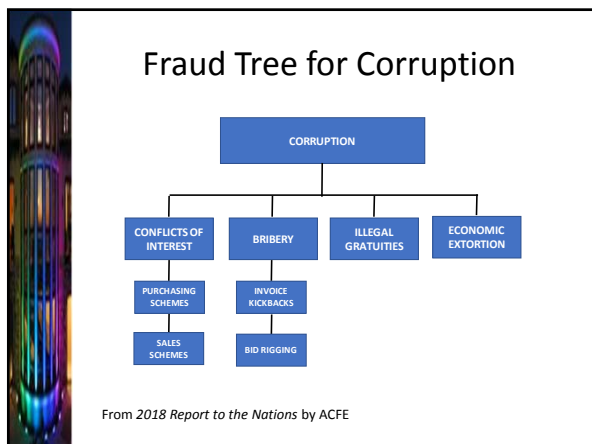 Fraud Tree for Corruption
CORRUPTION
CONFLICTS OF
INTEREST
BRIBERY
ILLEGAL
GRATUITIES
ECONOMIC
EXTORTION
PURCHASING
SCHEMES
INVOICE
KICKBACKS
SALES
SCHEMES
BID RIGGING
From 2018 Report to the Nations by ACFE